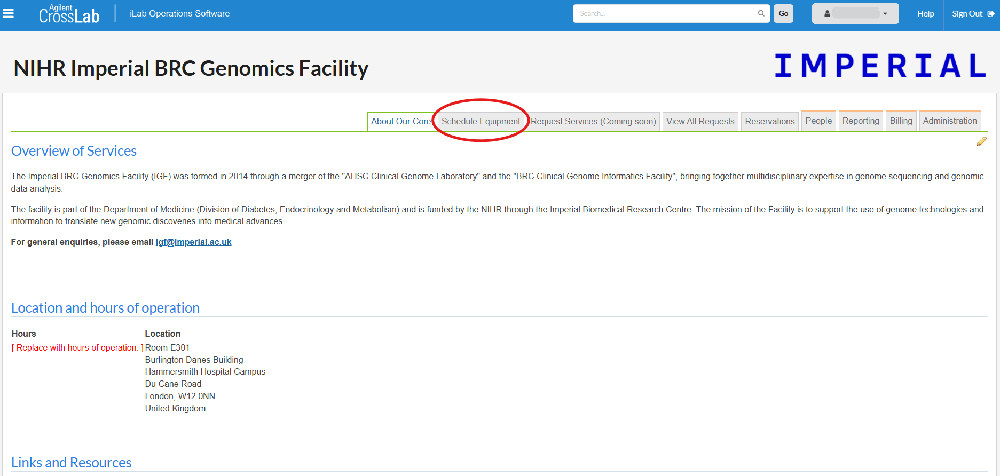 Agilent
CrossLab
iLab Operations Software
Search...
Go
Help
Sign Out
NIHR Imperial BRC Genomics Facility
IMPERIAL
About Our Core
Schedule Equipment
Request Services (Coming soon)
View All Requests
Reservations
People
Reporting
Billing
Administration
Overview of Services
The Imperial BRC Genomics Facility (IGF) was formed in 2014 through a merger of the "AHSC Clinical Genome Laboratory" and the "BRC Clinical Genome Informatics Facility", bringing together multidisciplinary expertise in genome sequencing and genomic
data analysis.
The facility is part of the Department of Medicine (Division of Diabetes, Endocrinology and Metabolism) and is funded by the NIHR through the Imperial Biomedical Research Centre. The mission of the Facility is to support the use of genome technologies and
information to translate new genomic discoveries into medical advances.
For general enquiries, please email igf@imperial.ac.uk
Location and hours of operation
Hours
[ Replace with hours of operation. ]
Location
Room E301
Burlington Danes Building
Hammersmith Hospital Campus
Du Cane Road
London, W12 0NN
United Kingdom
Links and Resources